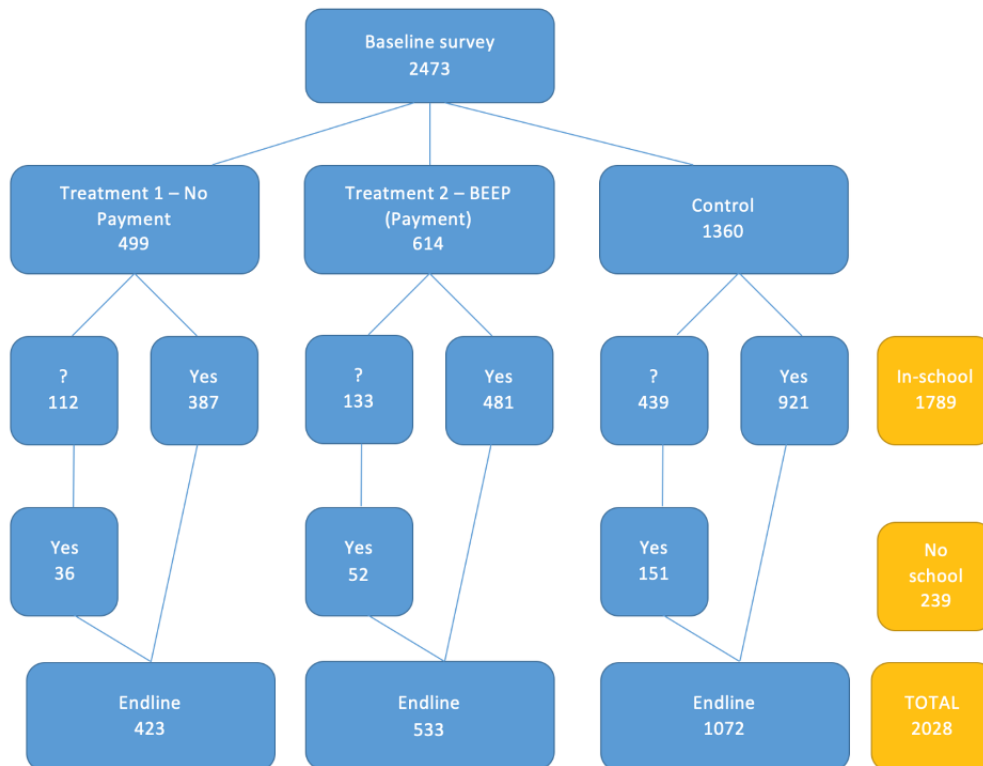 Baseline survey
2473
Treatment 1 – No
Payment
499
Treatment 2 – BEEP
(Payment)
614
Control
1360
?
112
Yes
387
?
133
Yes
481
?
439
Yes
921
In-school
1789
Yes
36
Yes
52
Yes
151
No
school
239
Endline
423
Endline
533
Endline
1072
TOTAL
2028